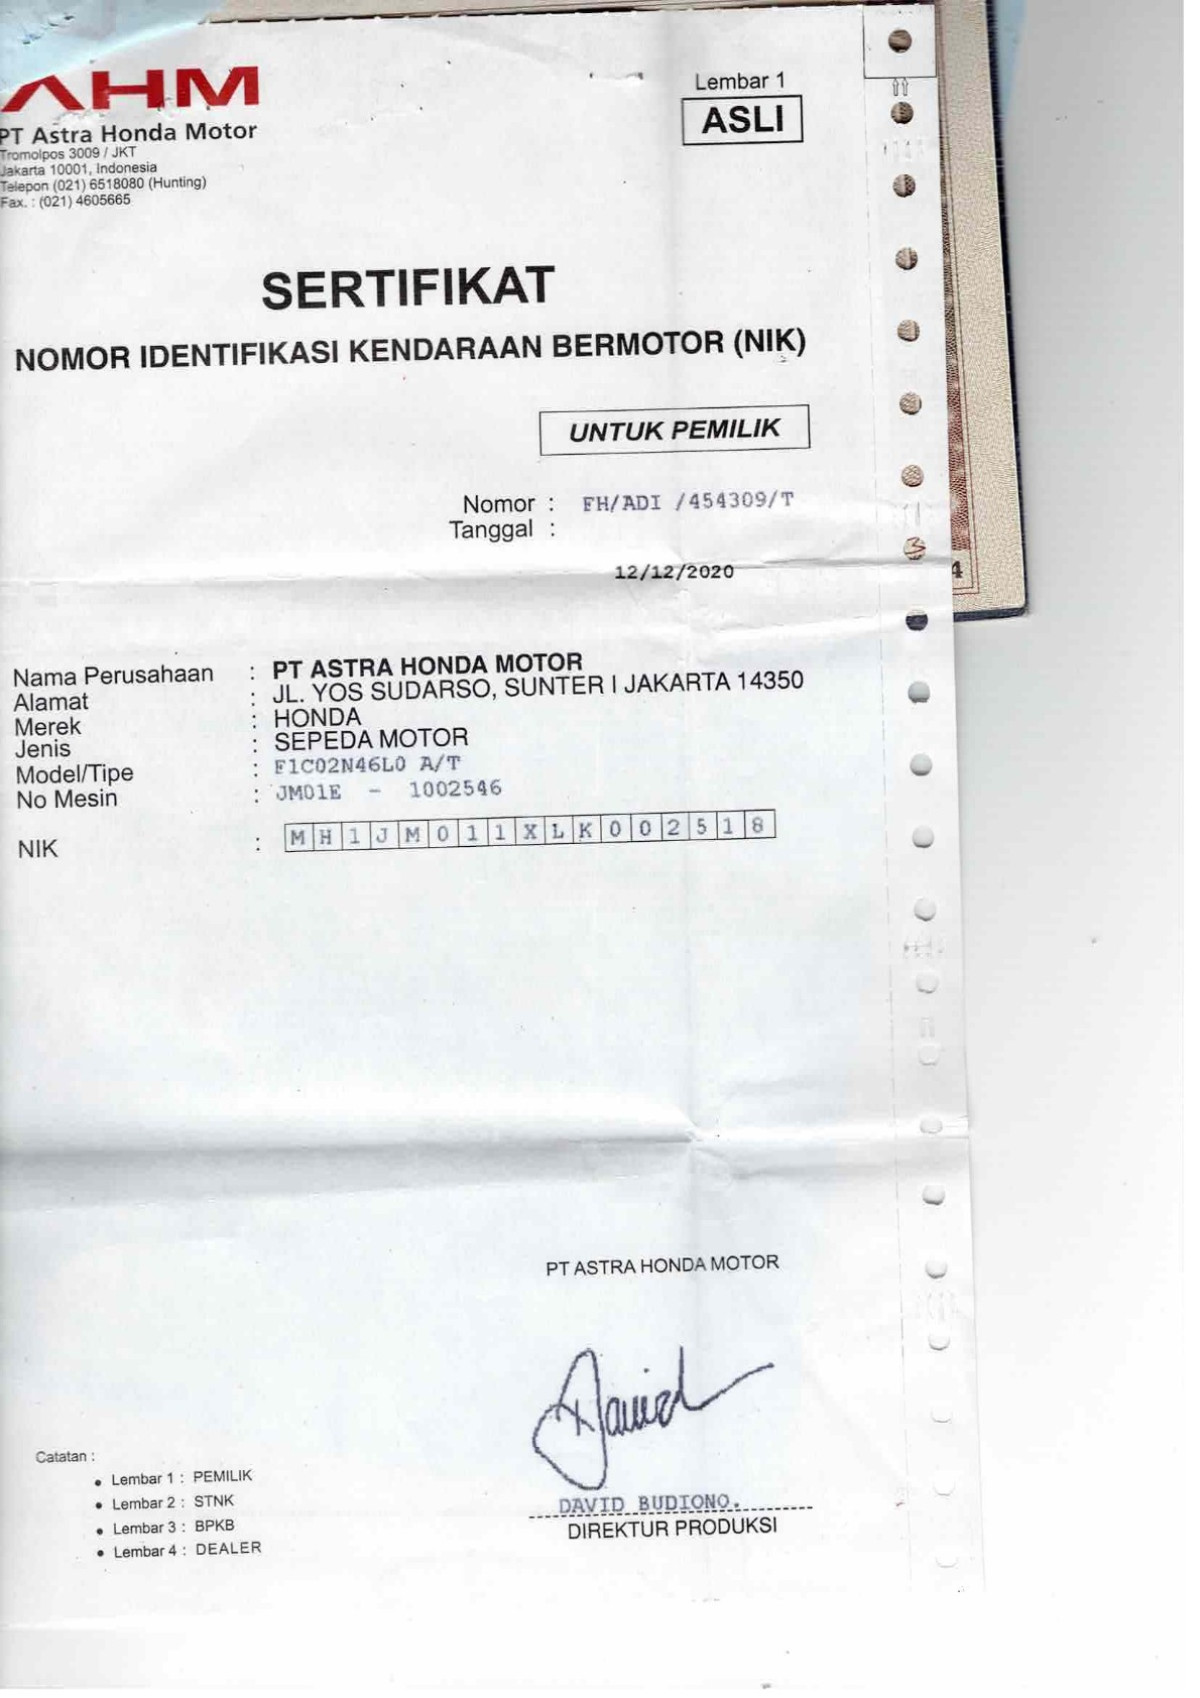 AHM
PT Astra Honda Motor
Tromolpos 3009 / JKT
Jakarta 10001, Indonesia
Telepon (021) 6518080 (Hunting)
Fax. : (021) 4605665
Lembar 1
ASLI
SERTIFIKAT
NOMOR IDENTIFIKASI KENDARAAN BERMOTOR (NIK)
UNTUK PEMILIK
Nomor : FH/ADI /454309/T
Tanggal :
12/12/2020
4
Nama Perusahaan : PT ASTRA HONDA MOTOR
Alamat : JL. YOS SUDARSO, SUNTER I JAKARTA 14350
Merek : HONDA
Jenis : SEPEDA MOTOR
Model/Tipe : F1C02N46L0 A/T
No Mesin : JM01E - 1002546
NIK : MH1JM011XLK002518
PT ASTRA HONDA MOTOR
David
DAVID BUDIONO.
DIREKTUR PRODUKSI
Catatan :
• Lembar 1 : PEMILIK
• Lembar 2 : STNK
• Lembar 3 : BPKB
• Lembar 4 : DEALER